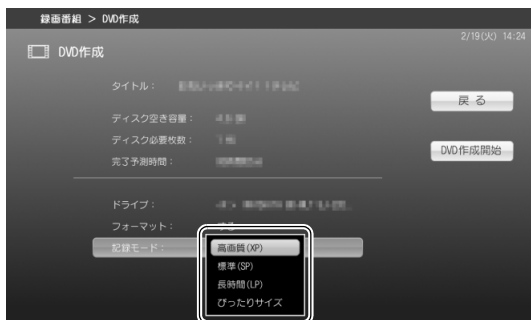 録画番組 > DVD作成
2/19(火) 14:24
DVD作成
タイトル：
戻る
ディスク空き容量：
ディスク必要枚数：
DVD作成開始
完了予測時間：
ドライブ：
フォーマット：
記録モード：
高画質(XP)
標準(SP)
長時間(LP)
ぴったりサイズ